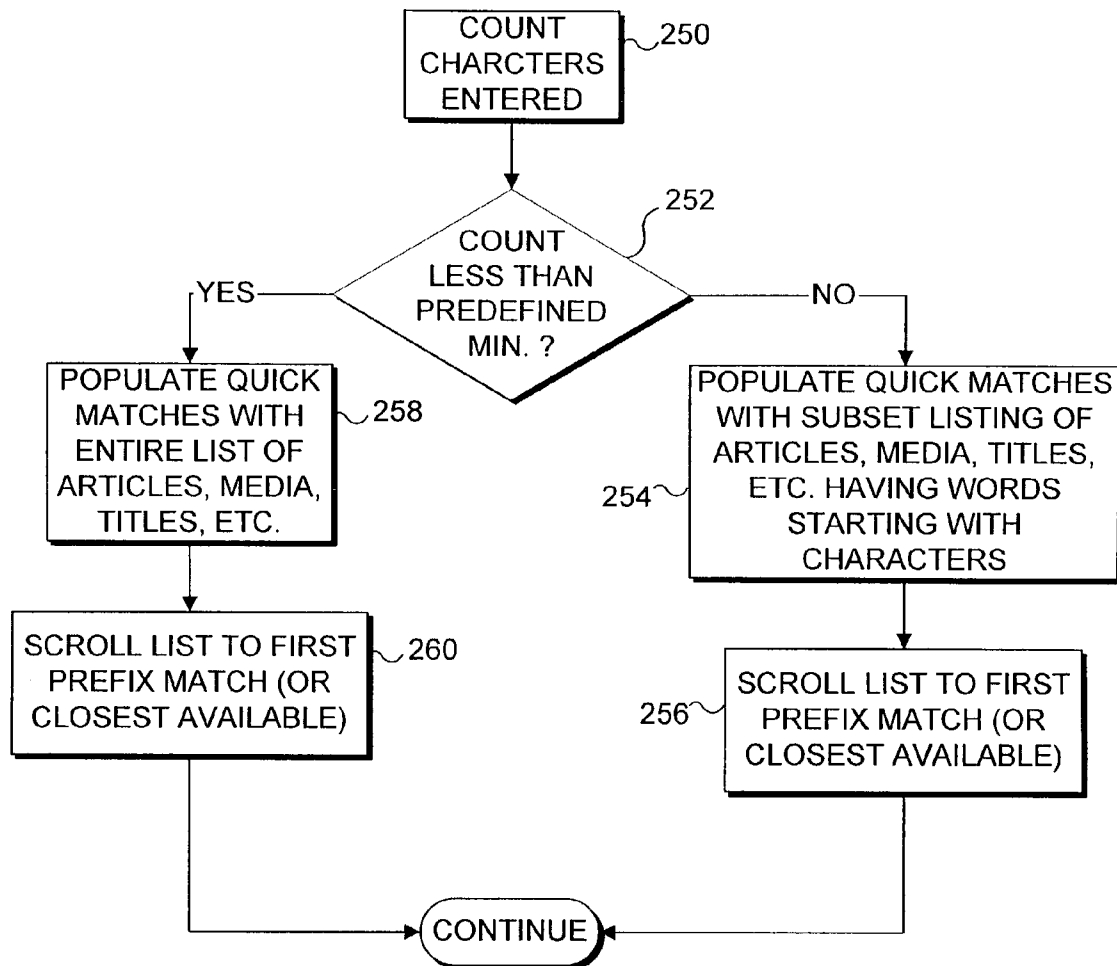 COUNT
CHARCTERS
ENTERED
250
252
COUNT
LESS THAN
PREDEFINED
MIN. ?
YES
NO
POPULATE QUICK
MATCHES WITH
ENTIRE LIST OF
ARTICLES, MEDIA,
TITLES, ETC.
258
POPULATE QUICK MATCHES
WITH SUBSET LISTING OF
ARTICLES, MEDIA, TITLES,
ETC. HAVING WORDS
STARTING WITH
CHARACTERS
254
SCROLL LIST TO FIRST
PREFIX MATCH (OR
CLOSEST AVAILABLE)
260
SCROLL LIST TO FIRST
PREFIX MATCH (OR
CLOSEST AVAILABLE)
256
CONTINUE